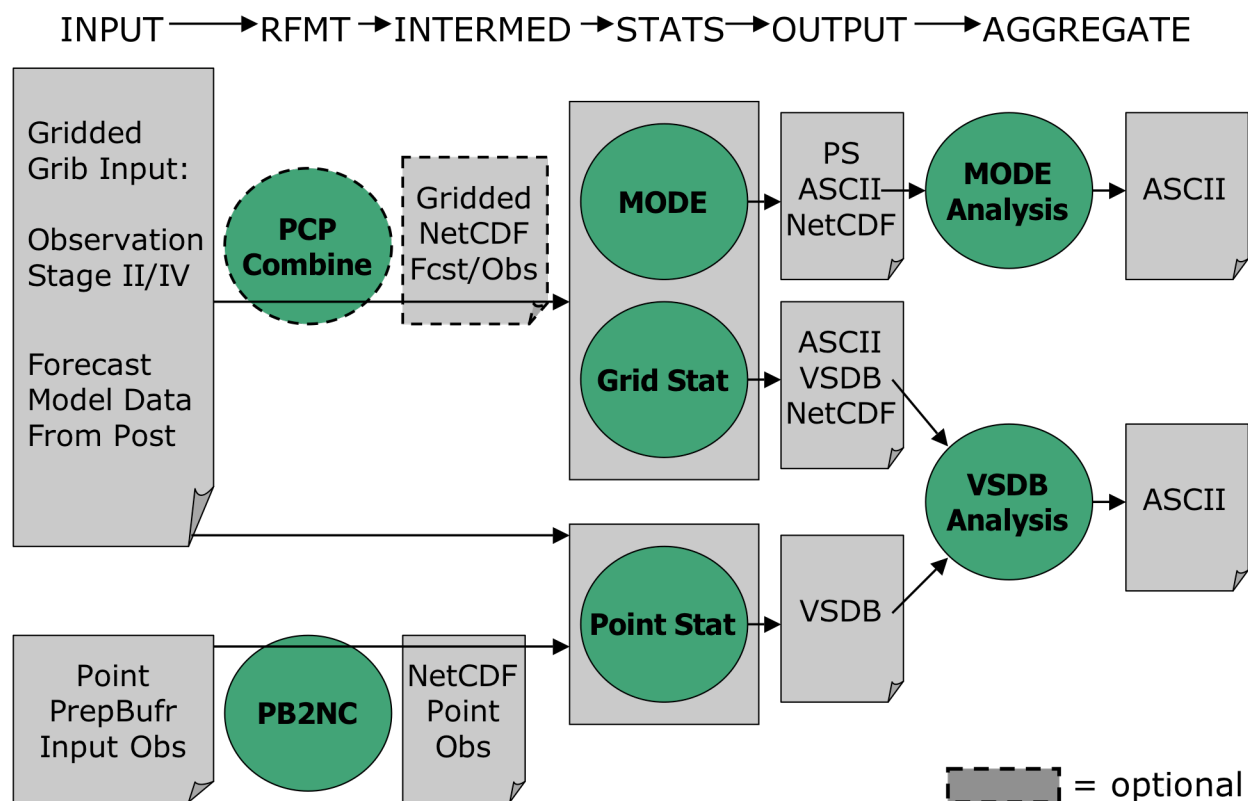 INPUT RFMT INTERMED STATS OUTPUT AGGREGATE
Gridded
Grib Input:
Observation
Stage II/IV
Forecast
Model Data
From Post
PCP
Combine
Gridded
NetCDF
Fcst/Obs
MODE
PS
ASCII
NetCDF
MODE
Analysis
ASCII
Grid Stat
ASCII
VSDB
NetCDF
VSDB
Analysis
ASCII
Point
PrepBufr
Input Obs
PB2NC
NetCDF
Point
Obs
Point Stat
VSDB
= optional